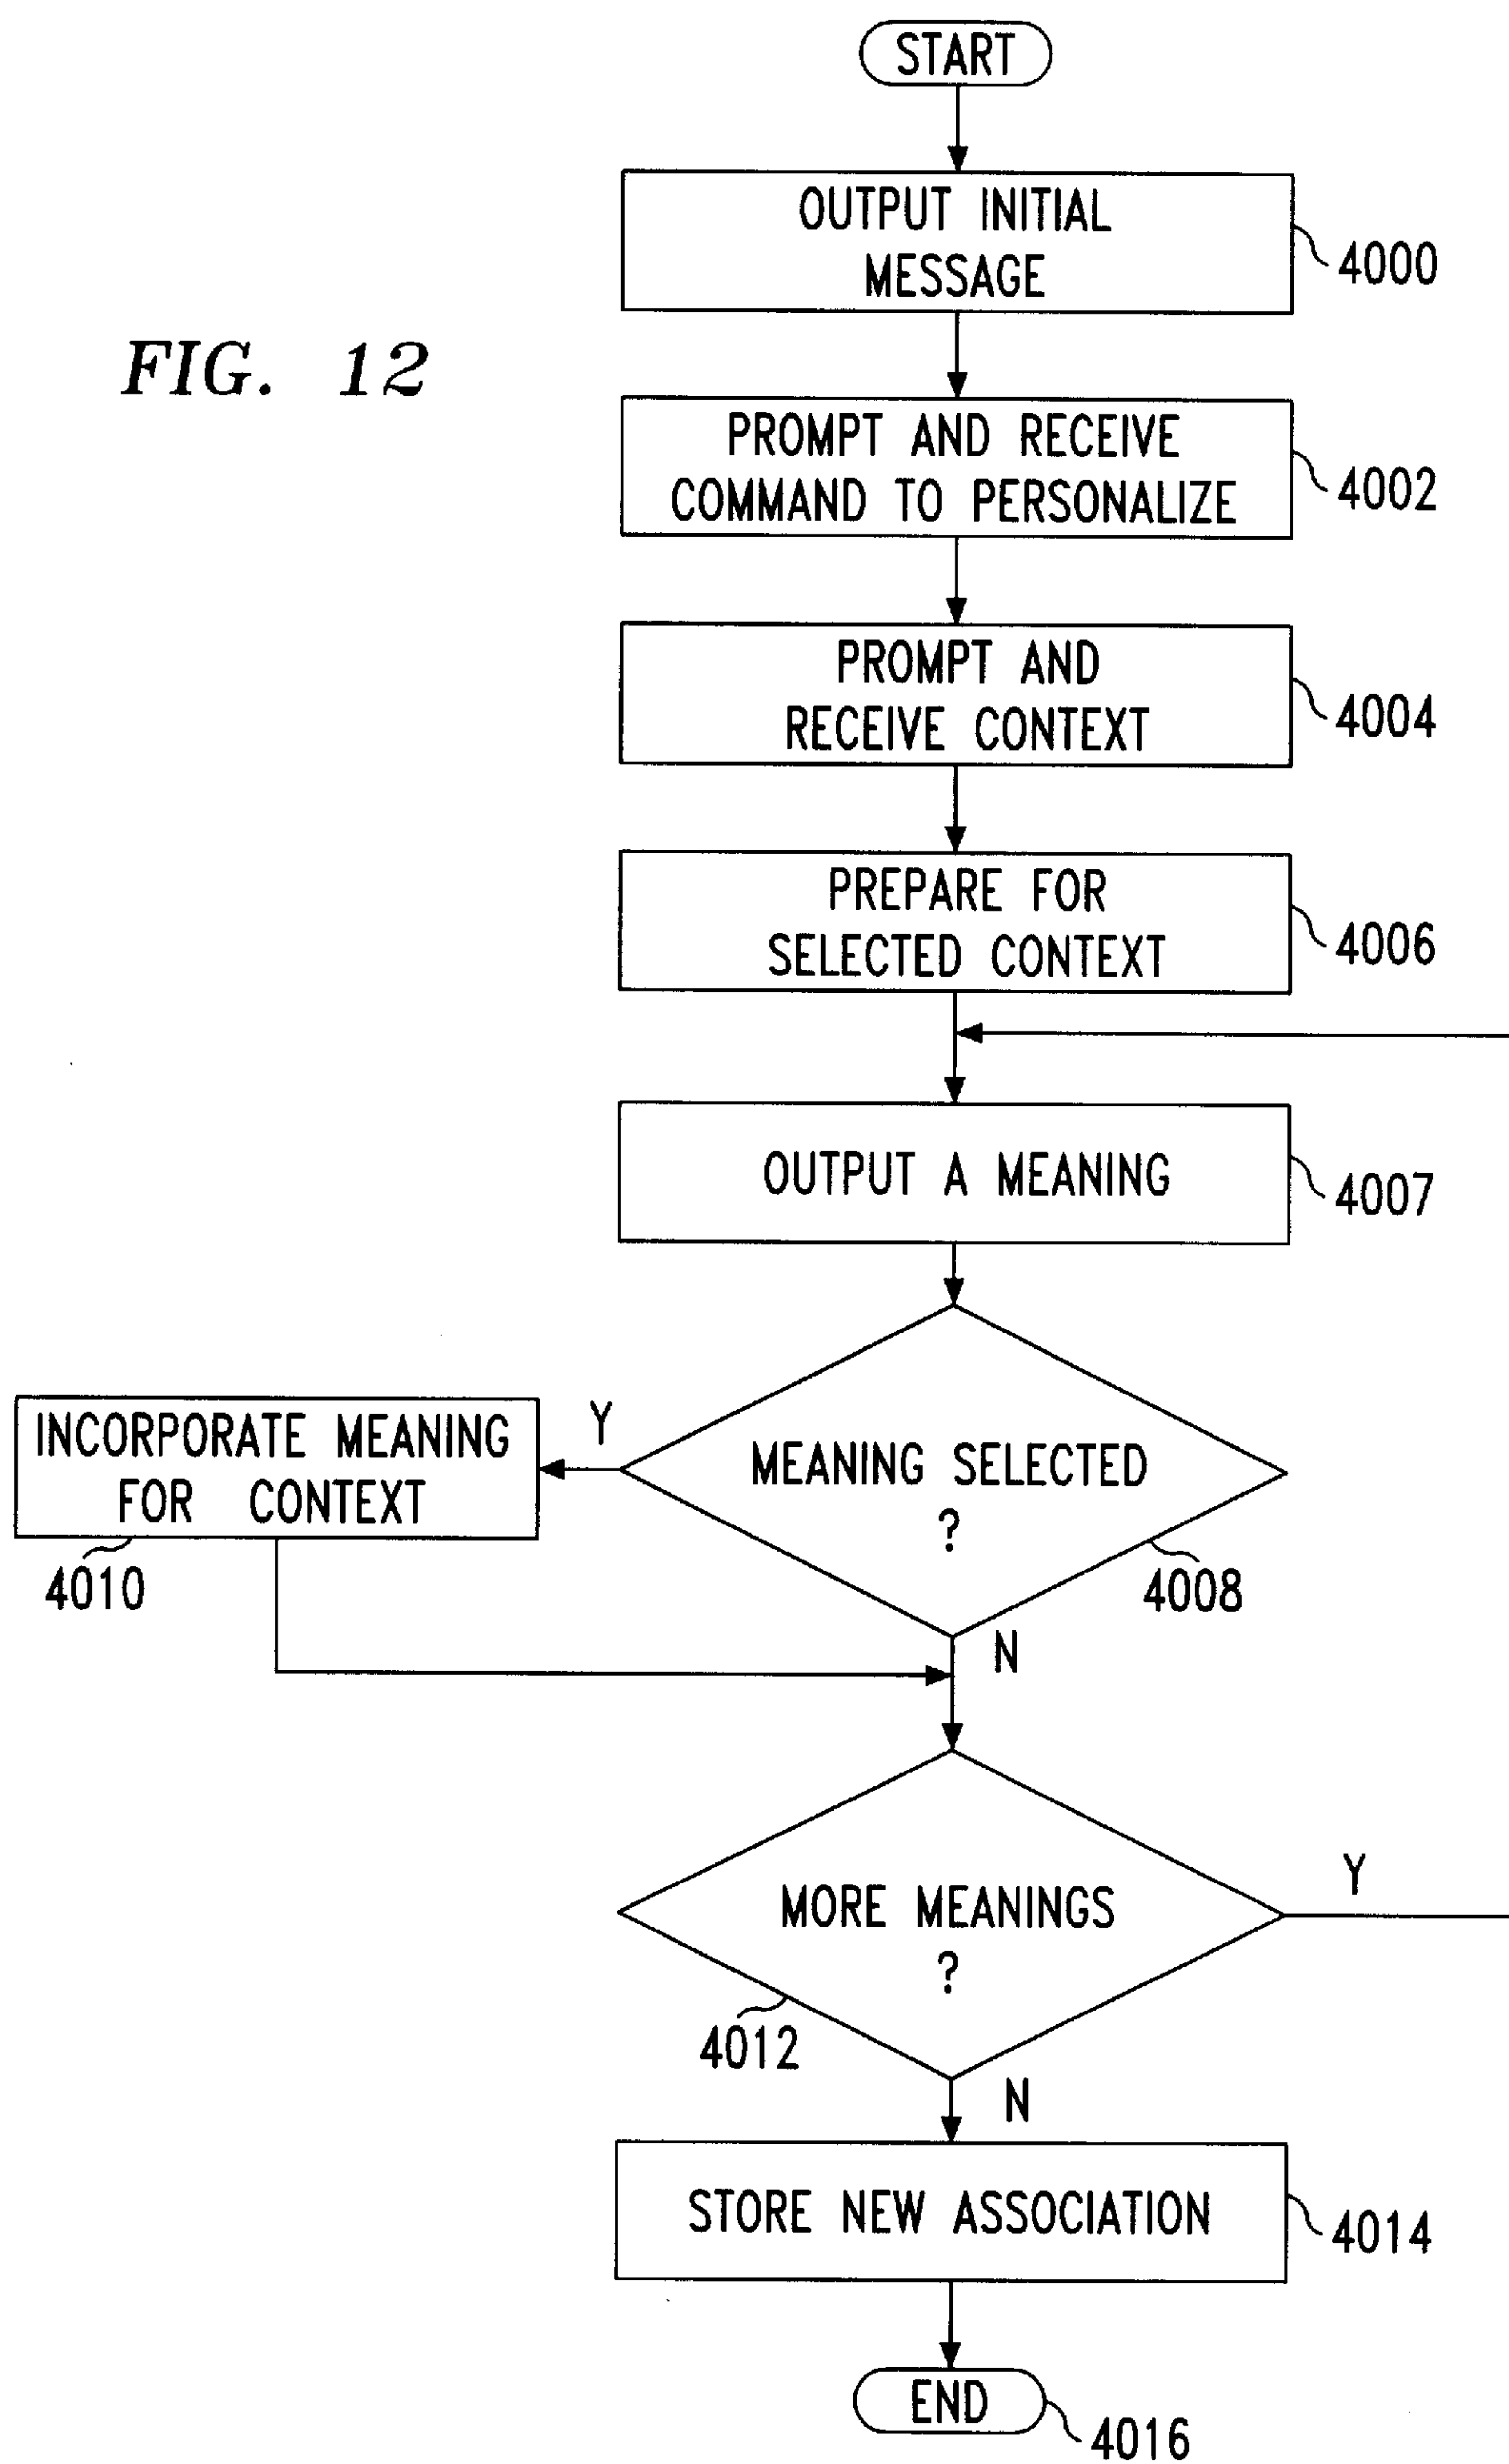 START
OUTPUT INITIAL
MESSAGE
4000
FIG. 12
PROMPT AND RECEIVE
COMMAND TO PERSONALIZE
4002
PROMPT AND
RECEIVE CONTEXT
4004
PREPARE FOR
SELECTED CONTEXT
4006
OUTPUT A MEANING
4007
INCORPORATE MEANING
FOR CONTEXT
4010
Y
MEANING SELECTED
?
4008
N
MORE MEANINGS
?
Y
4012
N
STORE NEW ASSOCIATION
4014
END
4016